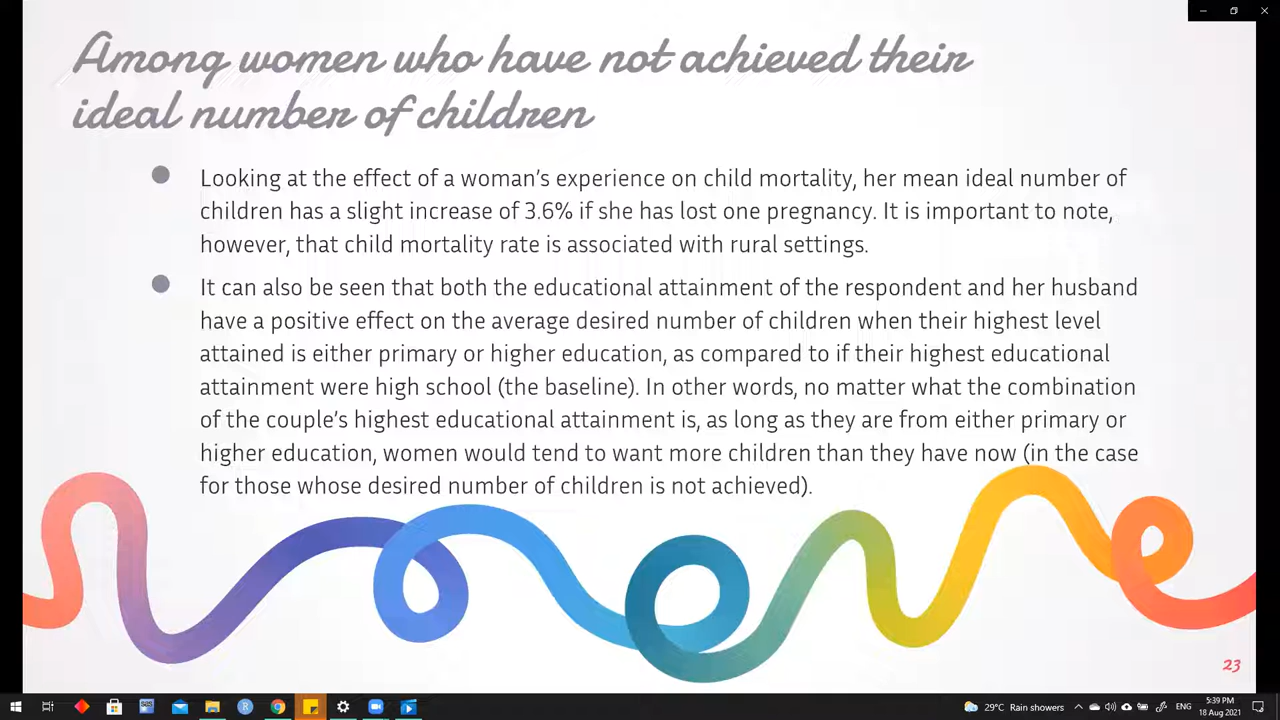 Among women who have not achieved their
ideal number of children
Looking at the effect of a woman's experience on child mortality, her mean ideal number of
children has a slight increase of 3.6% if she has lost one pregnancy. It is important to note,
however, that child mortality rate is associated with rural settings.
It can also be seen that both the educational attainment of the respondent and her husband
have a positive effect on the average desired number of children when their highest level
attained is either primary or higher education, as compared to if their highest educational
attainment were high school (the baseline). In other words, no matter what the combination
of the couple's highest educational attainment is, as long as they are from either primary or
higher education, women would tend to want more children than they have now (in the case
for those whose desired number of children is not achieved).
23
29°C Rain showers
ENG
5:39 PM
18 Aug 2021